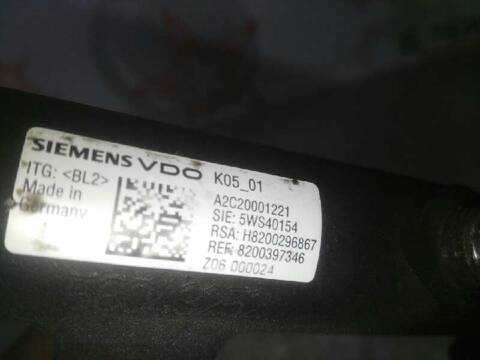 SIEMENS VDO K05_01
ITG: <BL2>
Made in
Germany
A2C20001221
SIE: 5WS40154
RSA: H8200296867
REF: 8200397346
Z06 000024